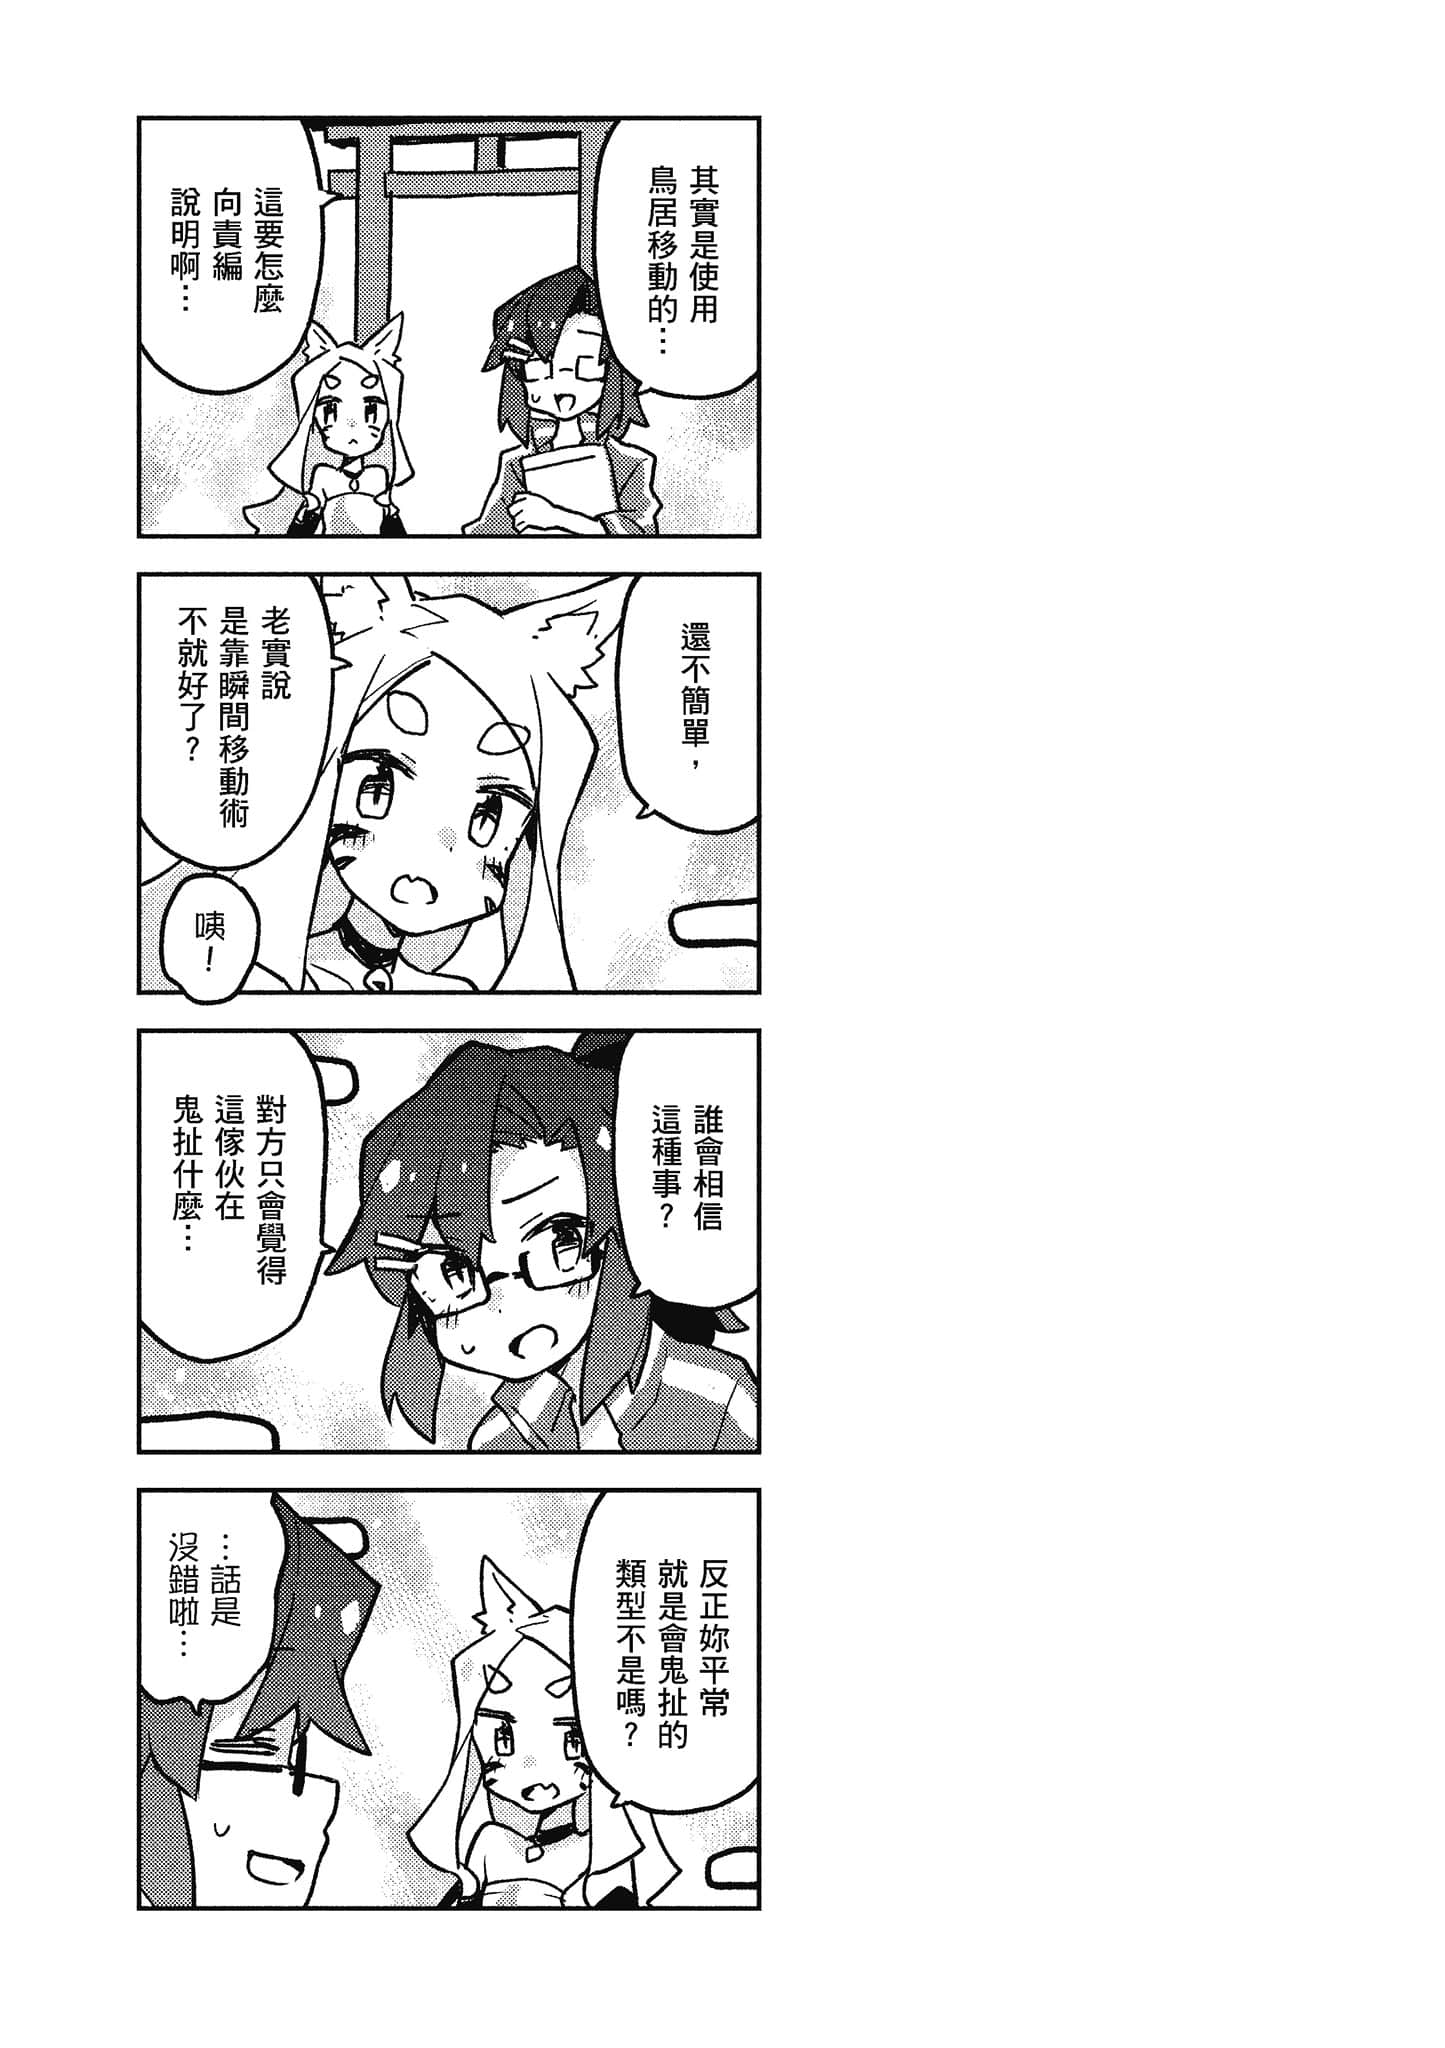 其實是使用
鳥居移動的…
這要怎麼
向責編
說明啊…
還不簡單，
老實說
是靠瞬間移動術
不就好了？
咦！
誰會相信
這種事？
對方只會覺得
這傢伙在
鬼扯什麼…
反正妳平常
就是會鬼扯的
類型不是嗎？
…話是
沒錯啦…